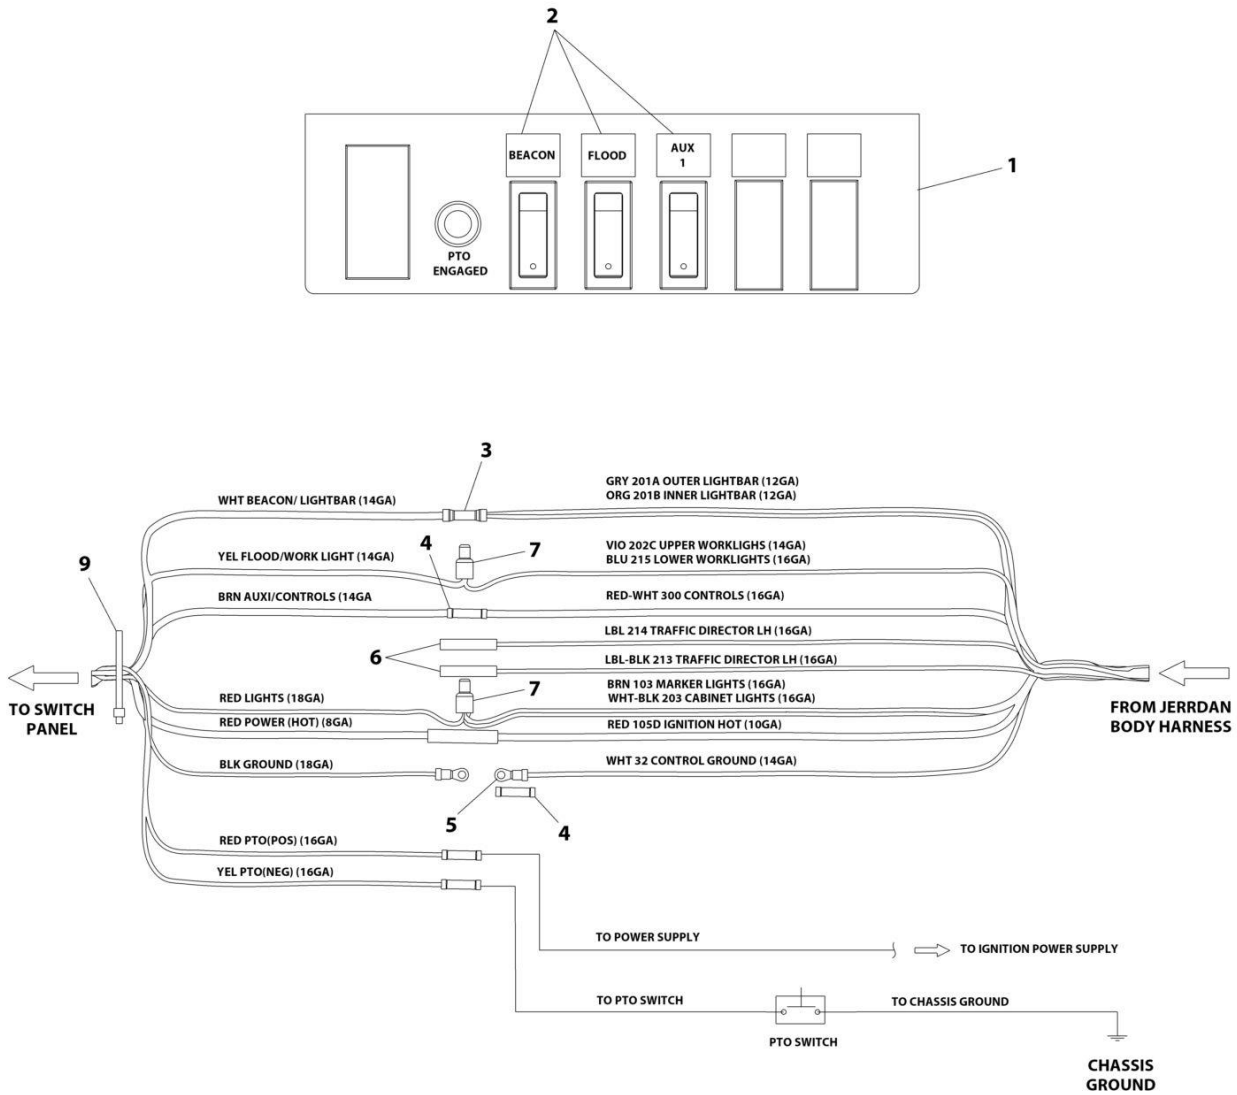 2
BEACON
FLOOD
AUX
1
1
PTO
ENGAGED
3
GRY 201A OUTER LIGHTBAR (12GA)
ORG 201B INNER LIGHTBAR (12GA)
WHT BEACON/ LIGHTBAR (14GA)
4
7
VIO 202C UPPER WORKLIGHS (14GA)
BLU 215 LOWER WORKLIGHTS (16GA)
YEL FLOOD/WORK LIGHT (14GA)
9
BRN AUXI/CONTROLS (14GA
RED-WHT 300 CONTROLS (16GA)
LBL 214 TRAFFIC DIRECTOR LH (16GA)
6
LBL-BLK 213 TRAFFIC DIRECTOR LH (16GA)
7
BRN 103 MARKER LIGHTS (16GA)
WHT-BLK 203 CABINET LIGHTS (16GA)
RED LIGHTS (18GA)
RED POWER (HOT) (8GA)
RED 105D IGNITION HOT (10GA)
TO SWITCH
PANEL
FROM JERRDAN
BODY HARNESS
BLK GROUND (18GA)
WHT 32 CONTROL GROUND (14GA)
5
4
RED PTO(POS) (16GA)
YEL PTO(NEG) (16GA)
TO POWER SUPPLY
TO IGNITION POWER SUPPLY
TO PTO SWITCH
TO CHASSIS GROUND
PTO SWITCH
CHASSIS
GROUND